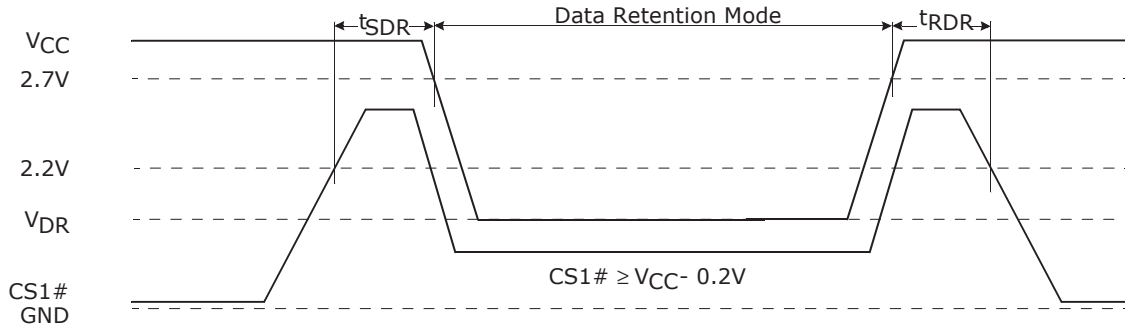 tSDR Data Retention Mode tRDR
VCC
2.7V
2.2V
VDR
CS1# ≥ VCC - 0.2V
CS1#
GND